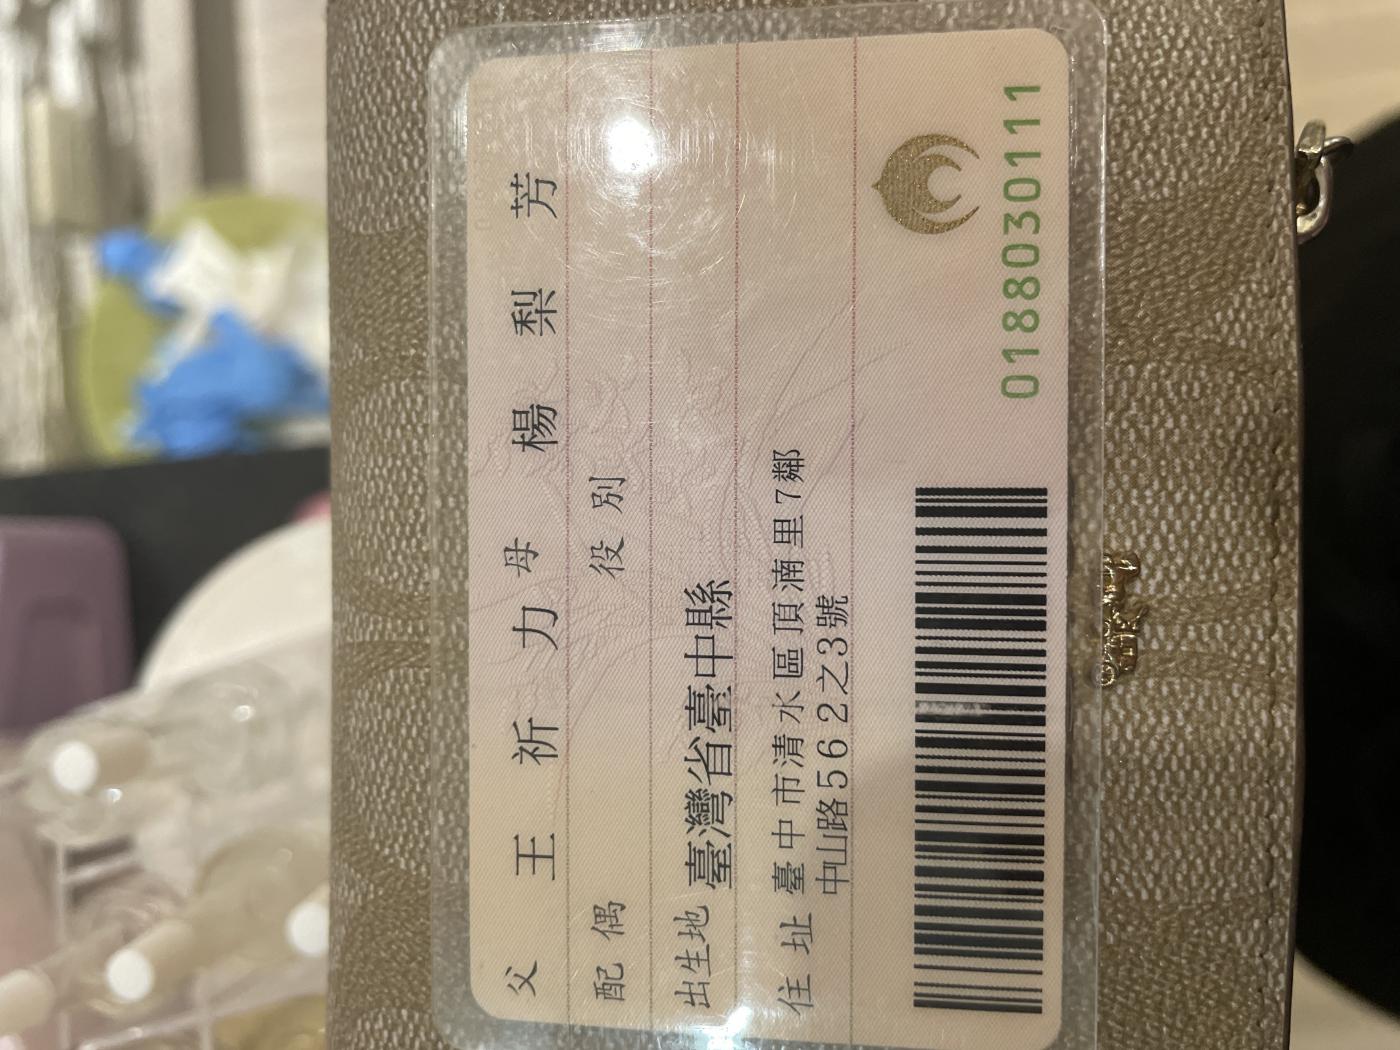 父 王祈力 母 楊梨芳
配偶 役別
出生地 臺灣省臺中縣
住址 臺中市清水區頂湳里7鄰
中山路562之3號
0188030111